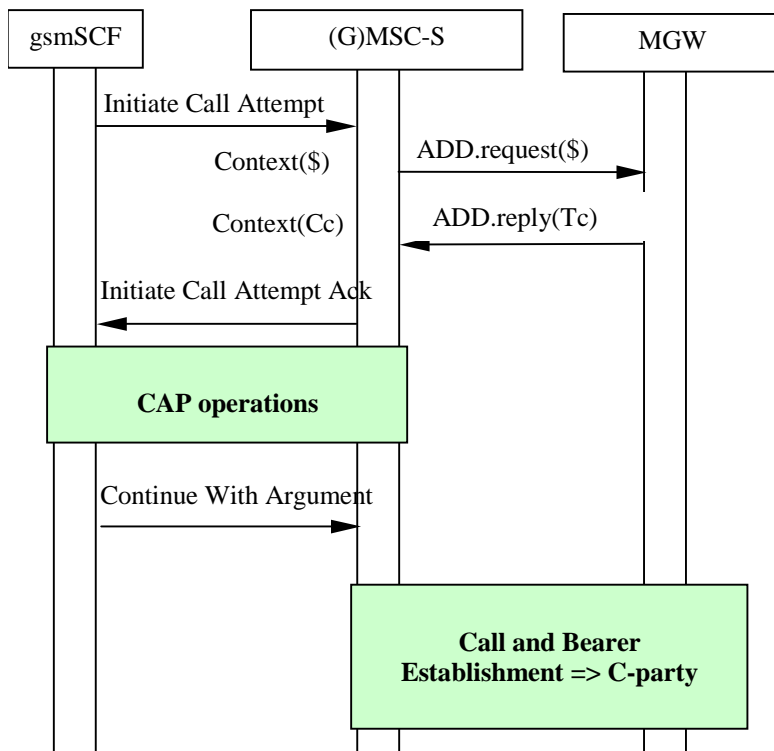 gsmSCF
(G)MSC-S
MGW
Initiate Call Attempt
Context($)
ADD.request($)
Context(Cc)
ADD.reply(Tc)
Initiate Call Attempt Ack
CAP operations
Continue With Argument
Call and Bearer
Establishment => C-party